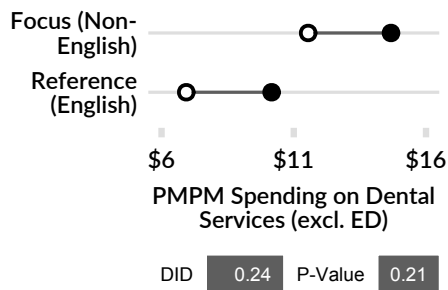 Focus (Non-
English)
Reference
(English)
$6 $11 $16
PMPM Spending on Dental
Services (excl. ED)
DID 0.24 P-Value 0.21